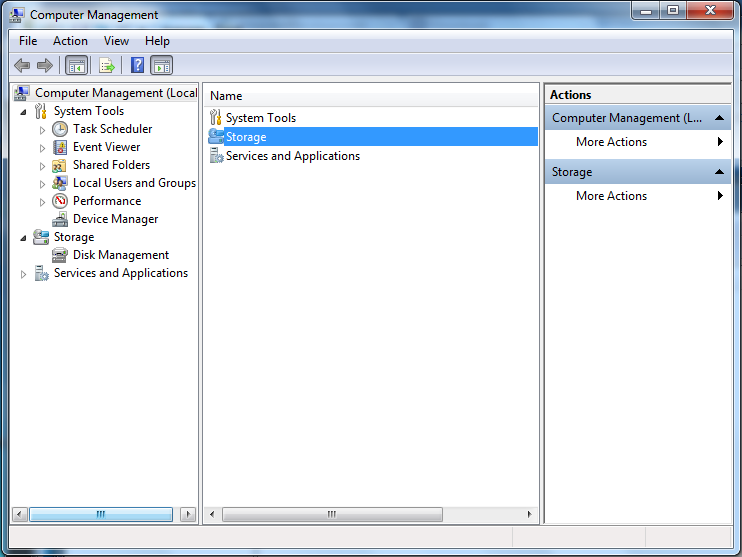 Computer Management
File Action View Help
Computer Management (Local
System Tools
Task Scheduler
Event Viewer
Shared Folders
Local Users and Groups
Performance
Device Manager
Storage
Disk Management
Services and Applications
Name
System Tools
Storage
Services and Applications
Actions
Computer Management (L...
More Actions
Storage
More Actions